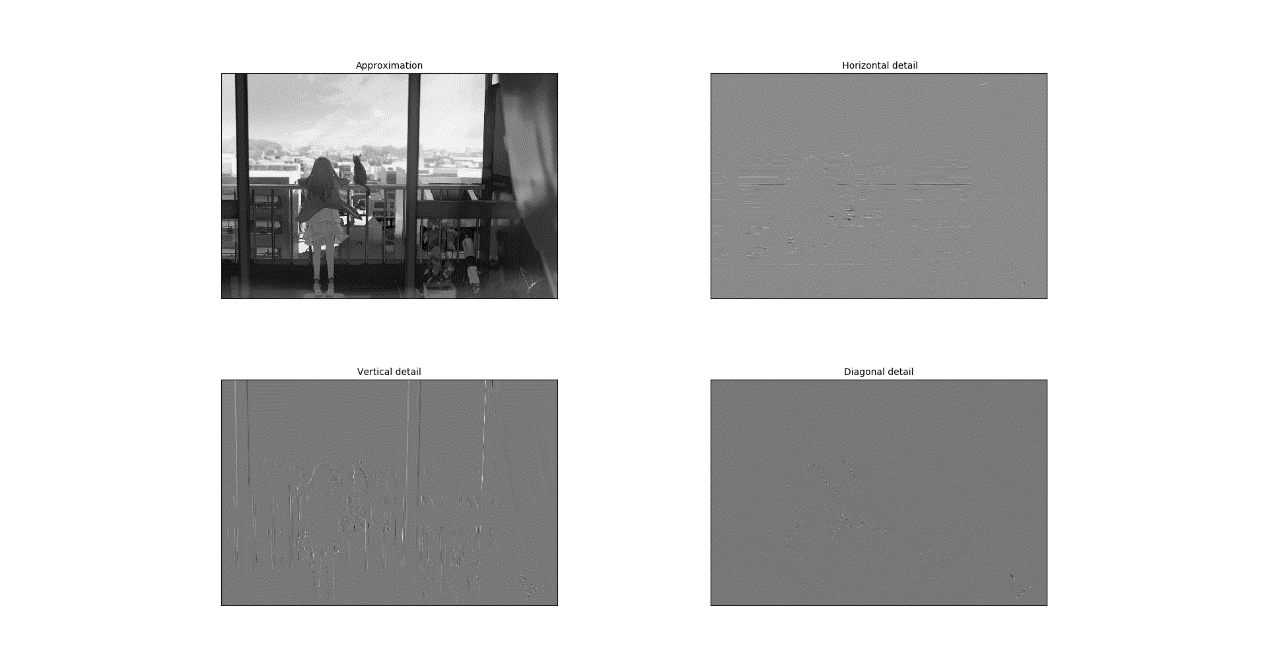 Approximation
Horizontal detail
Vertical detail
Diagonal detail